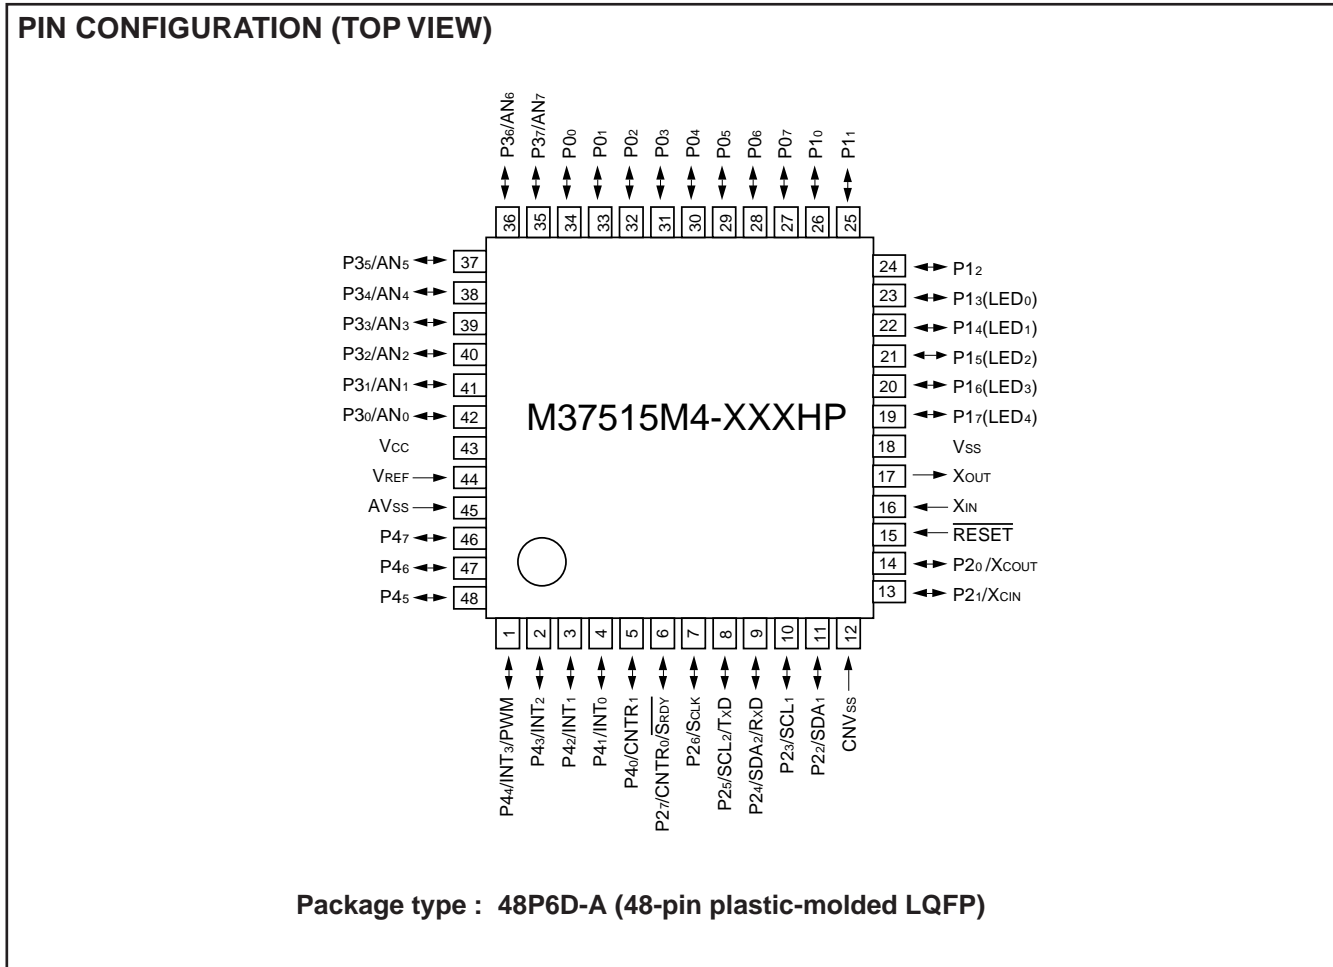 PIN CONFIGURATION (TOP VIEW)
P3₆/AN₆
P3₇/AN₇
P0₀
P0₁
P0₂
P0₃
P0₄
P0₅
P0₆
P0₇
P1₀
P1₁
36 35 34 33 32 31 30 29 28 27 26 25
P3₅/AN₅ 37
P3₄/AN₄ 38
P3₃/AN₃ 39
P3₂/AN₂ 40
P3₁/AN₁ 41
P3₀/AN₀ 42
VCC 43
VREF 44
AVSS 45
P4₇ 46
P4₆ 47
P4₅ 48
M37515M4-XXXHP
24 P1₂
23 P1₃(LED₀)
22 P1₄(LED₁)
21 P1₅(LED₂)
20 P1₆(LED₃)
19 P1₇(LED₄)
18 VSS
17 XOUT
16 XIN
15 RESET
14 P2₀/XCOUT
13 P2₁/XCIN
1 2 3 4 5 6 7 8 9 10 11 12
P4₄/INT₃/PWM
P4₃/INT₂
P4₂/INT₁
P4₁/INT₀
P4₀/CNTR₁
P2₇/CNTR₀/SRDY
P2₆/SCLK
P2₅/SCL₂/TxD
P2₄/SDA₂/RxD
P2₃/SCL₁
P2₂/SDA₁
CNVSS
Package type : 48P6D-A (48-pin plastic-molded LQFP)